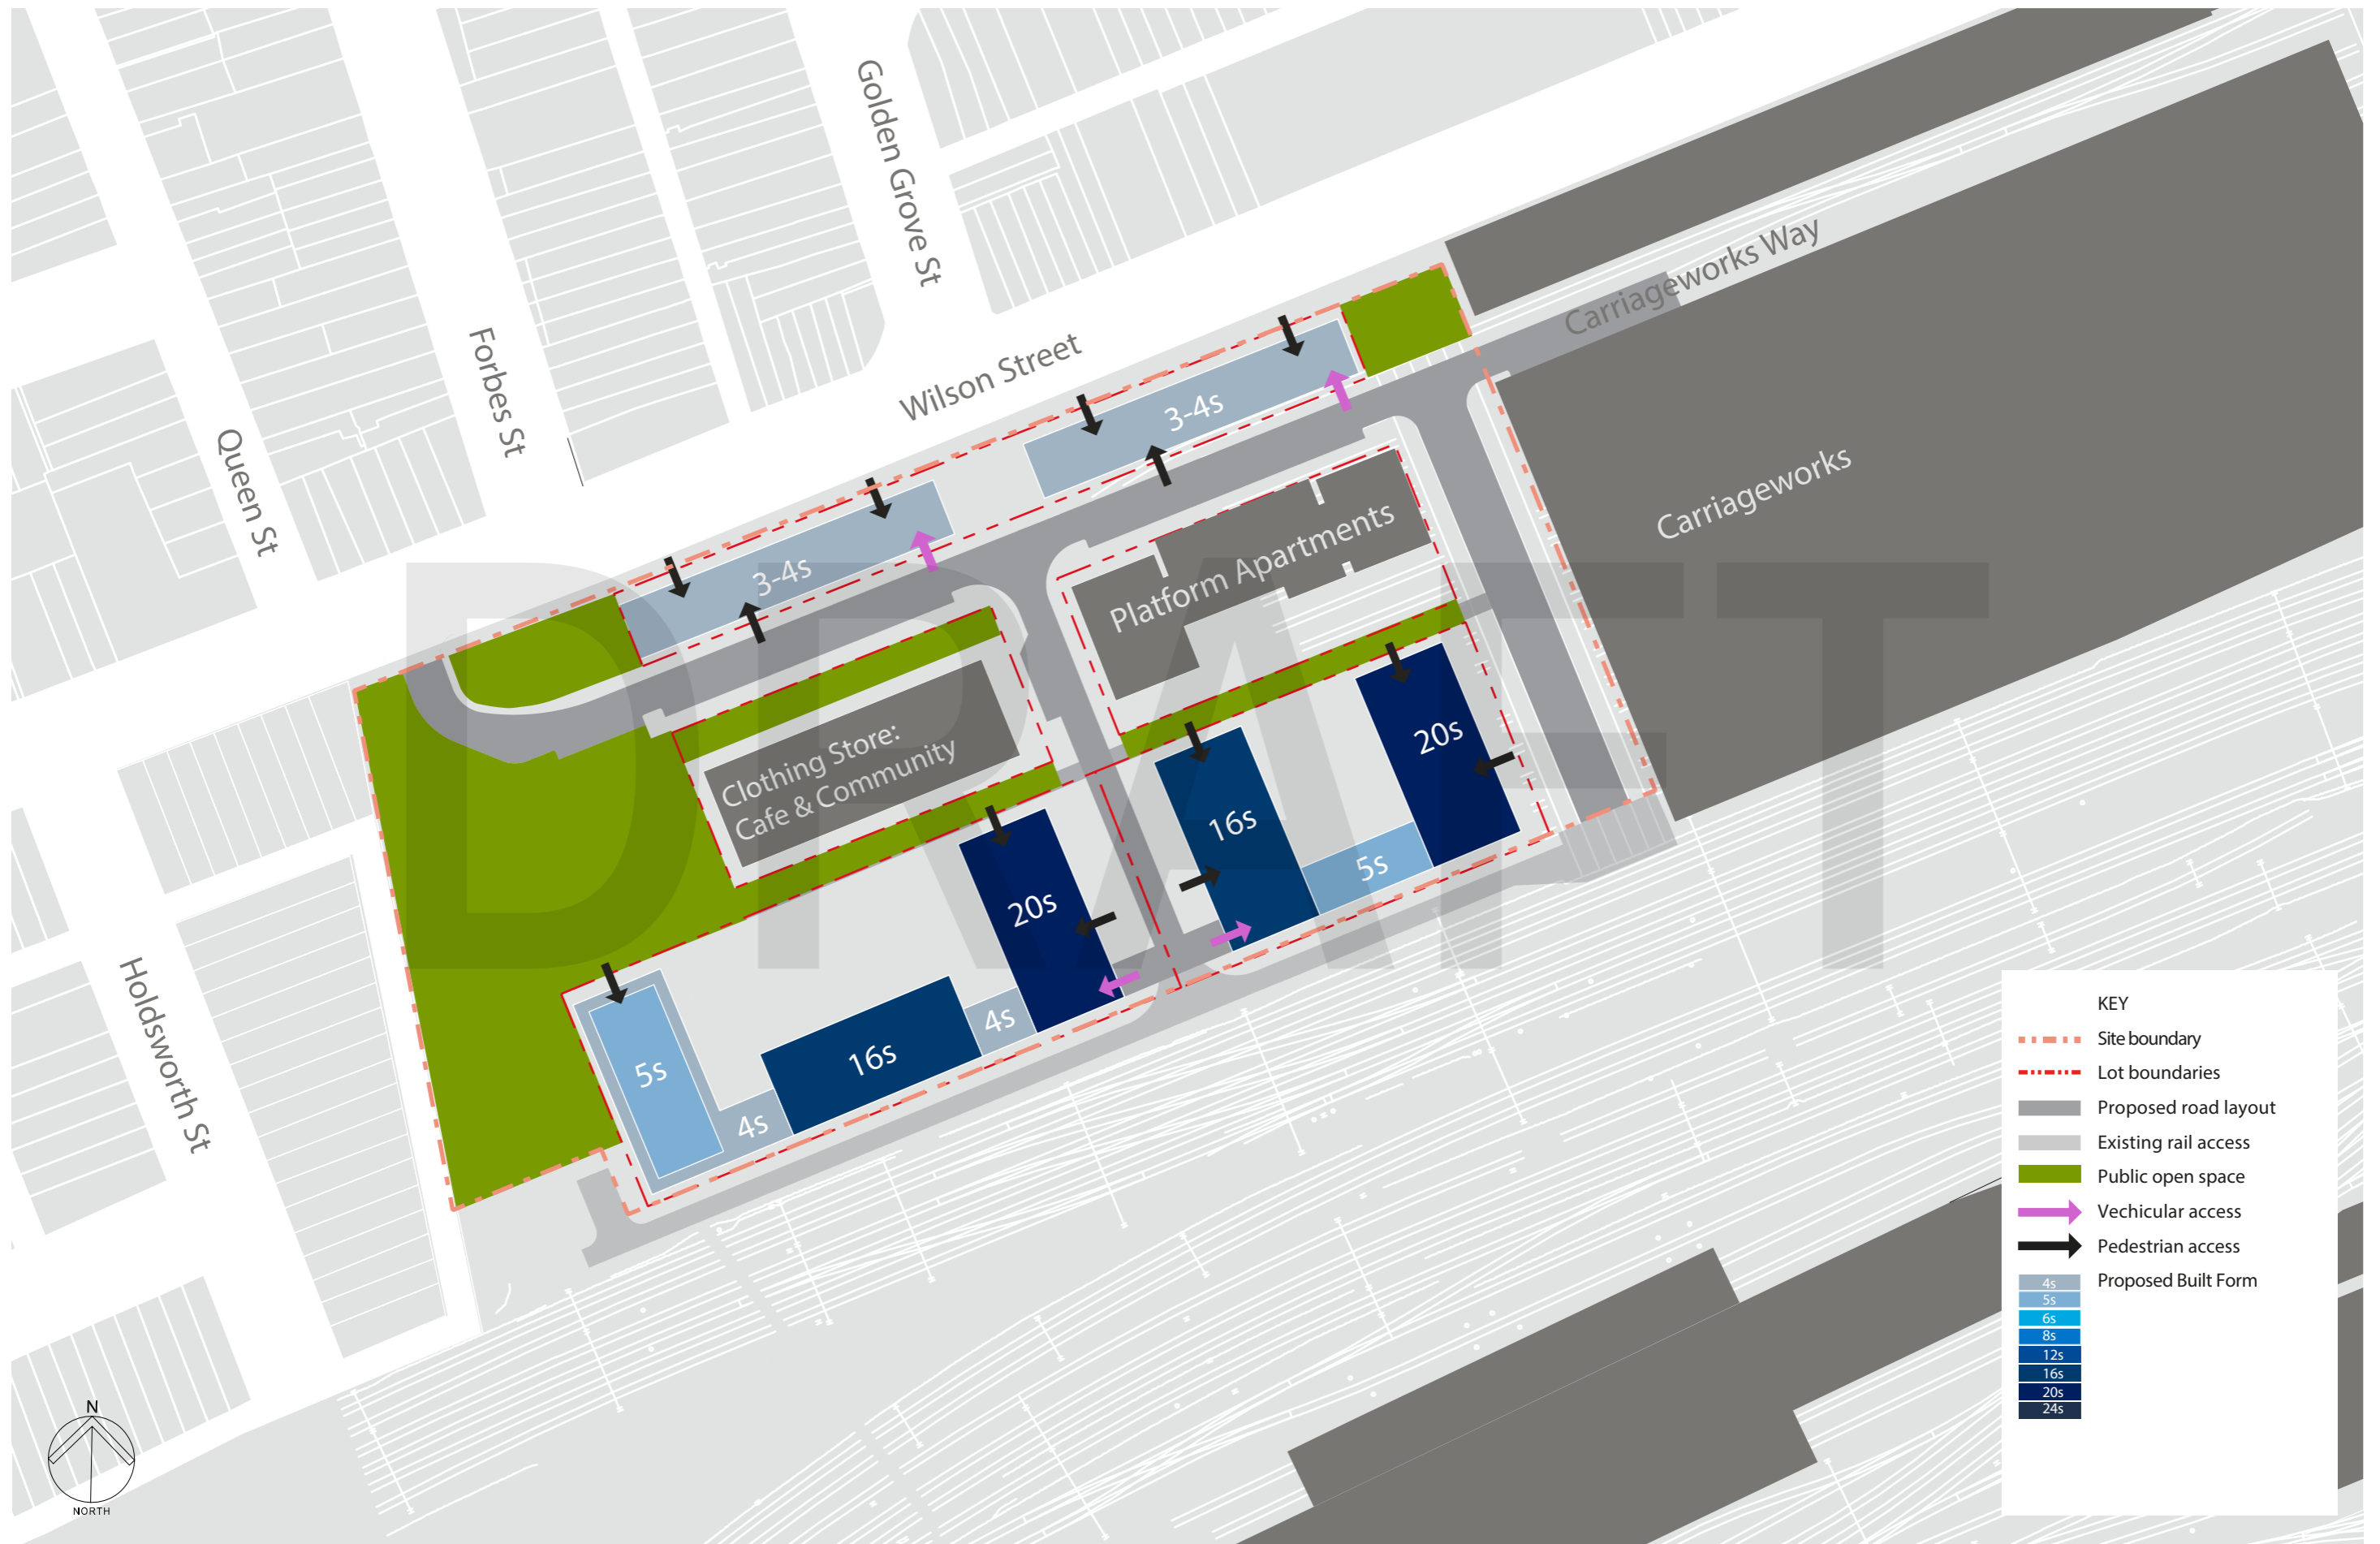 Golden Grove St
Forbes St
Queen St
Holdsworth St
Wilson Street
Carriageworks Way
Carriageworks
3-4s
3-4s
Platform Apartments
Clothing Store:
Cafe & Community
20s
16s
5s
20s
4s
16s
4s
5s
DRAFT
KEY
Site boundary
Lot boundaries
Proposed road layout
Existing rail access
Public open space
Vechicular access
Pedestrian access
Proposed Built Form
4s
5s
6s
8s
12s
16s
20s
24s
N
NORTH